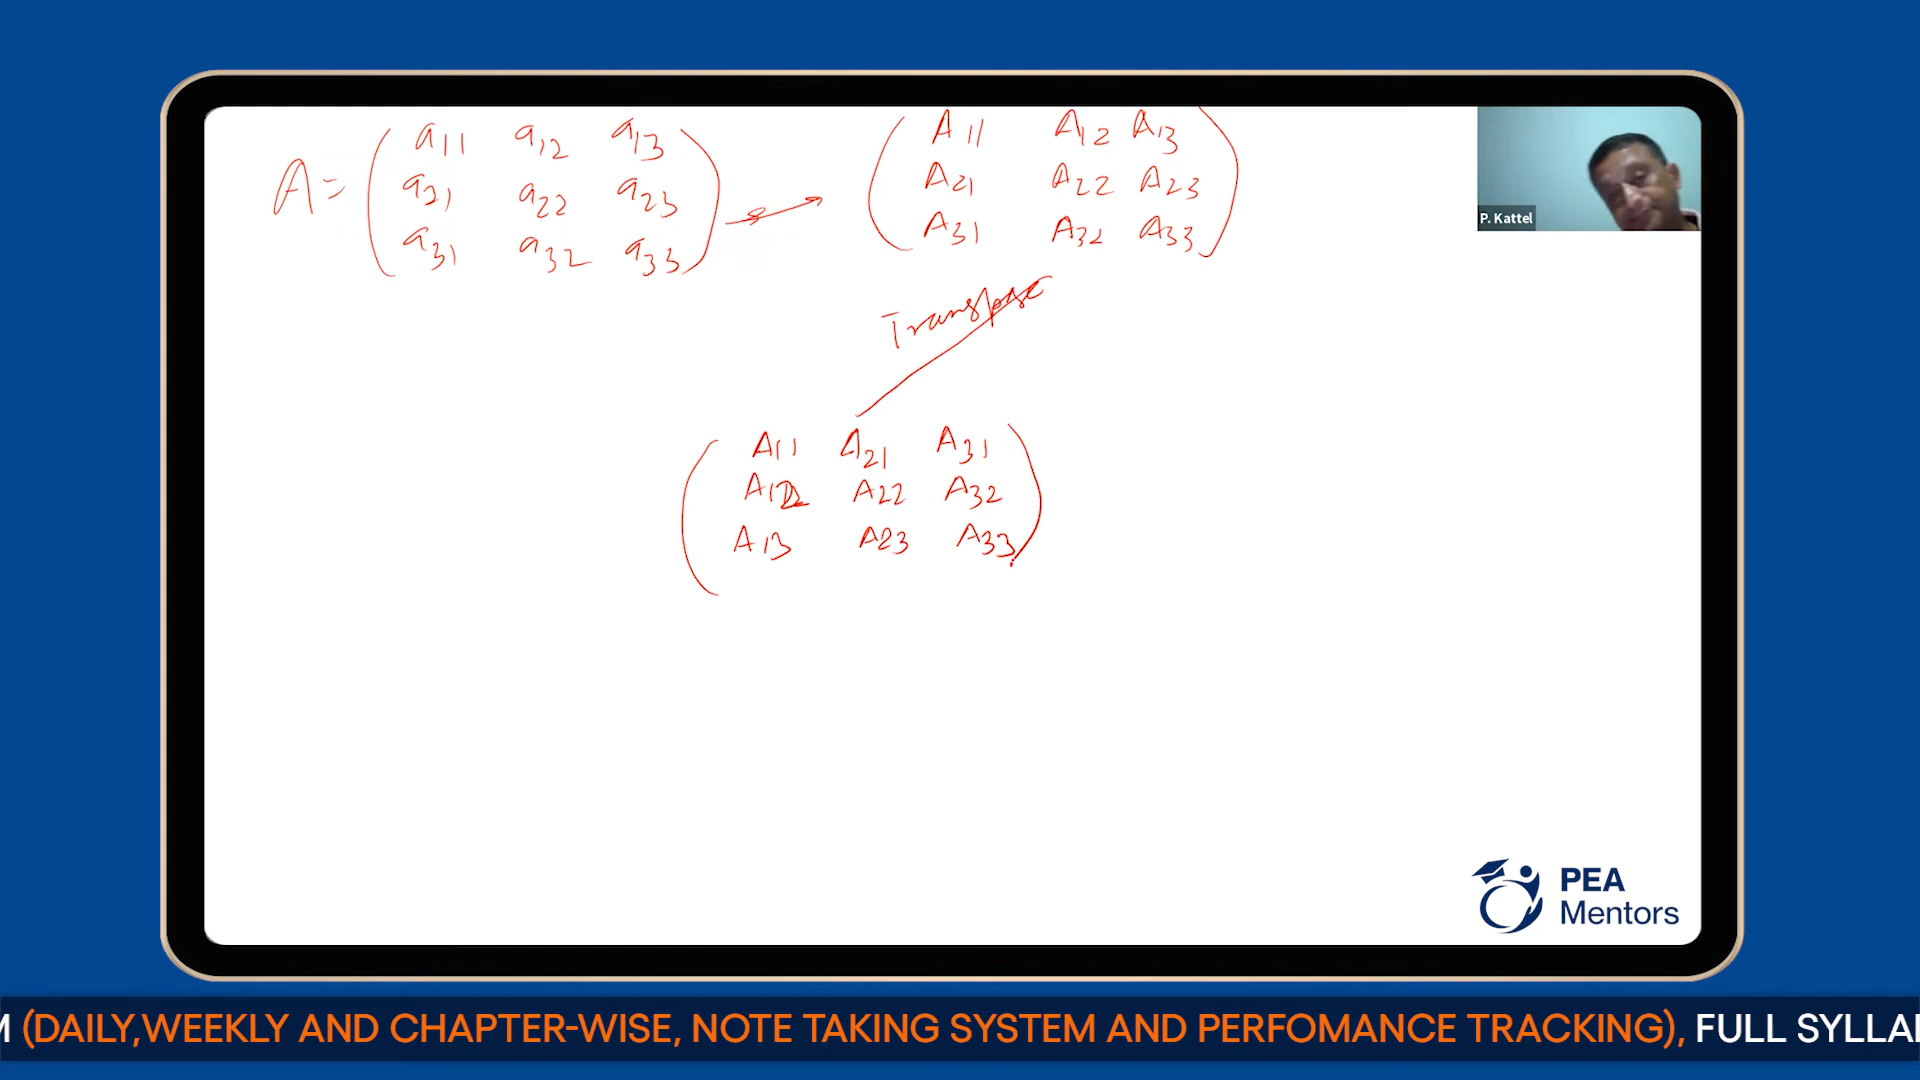 A = ( a11 a12 a13
a21 a22 a23
a31 a32 a33 ) →
( A11 A12 A13
A21 A22 A23
A31 A32 A33 )
P. Kattel
Transpose
( A11 A21 A31
A12 A22 A32
A13 A23 A33 )
PEA
Mentors
M (DAILY,WEEKLY AND CHAPTER-WISE, NOTE TAKING SYSTEM AND PERFOMANCE TRACKING), FULL SYLLA